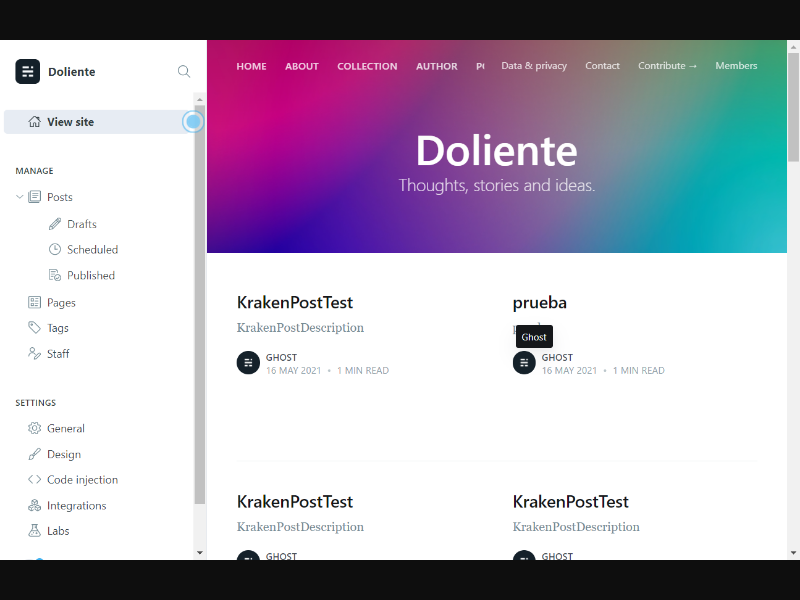 Doliente
View site
MANAGE
Posts
Drafts
Scheduled
Published
Pages
Tags
Staff
SETTINGS
General
Design
Code injection
Integrations
Labs
HOME ABOUT COLLECTION AUTHOR Data & privacy Contact Contribute → Members
Doliente
Thoughts, stories and ideas.
KrakenPostTest
KrakenPostDescription
GHOST
16 MAY 2021 • 1 MIN READ
prueba
Ghost
GHOST
16 MAY 2021 • 1 MIN READ
KrakenPostTest
KrakenPostDescription
GHOST
KrakenPostTest
KrakenPostDescription
GHOST